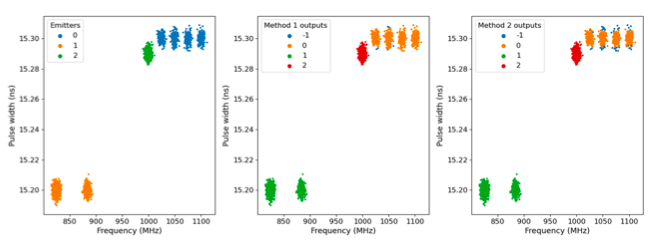 Emitters
0
1
2
Pulse width (ns)
15.30
15.28
15.26
15.24
15.22
15.20
850 900 950 1000 1050 1100
Frequency (MHz)
Method 1 outputs
-1
0
1
2
Pulse width (ns)
15.30
15.28
15.26
15.24
15.22
15.20
850 900 950 1000 1050 1100
Frequency (MHz)
Method 2 outputs
-1
0
1
2
Pulse width (ns)
15.30
15.28
15.26
15.24
15.22
15.20
850 900 950 1000 1050 1100
Frequency (MHz)